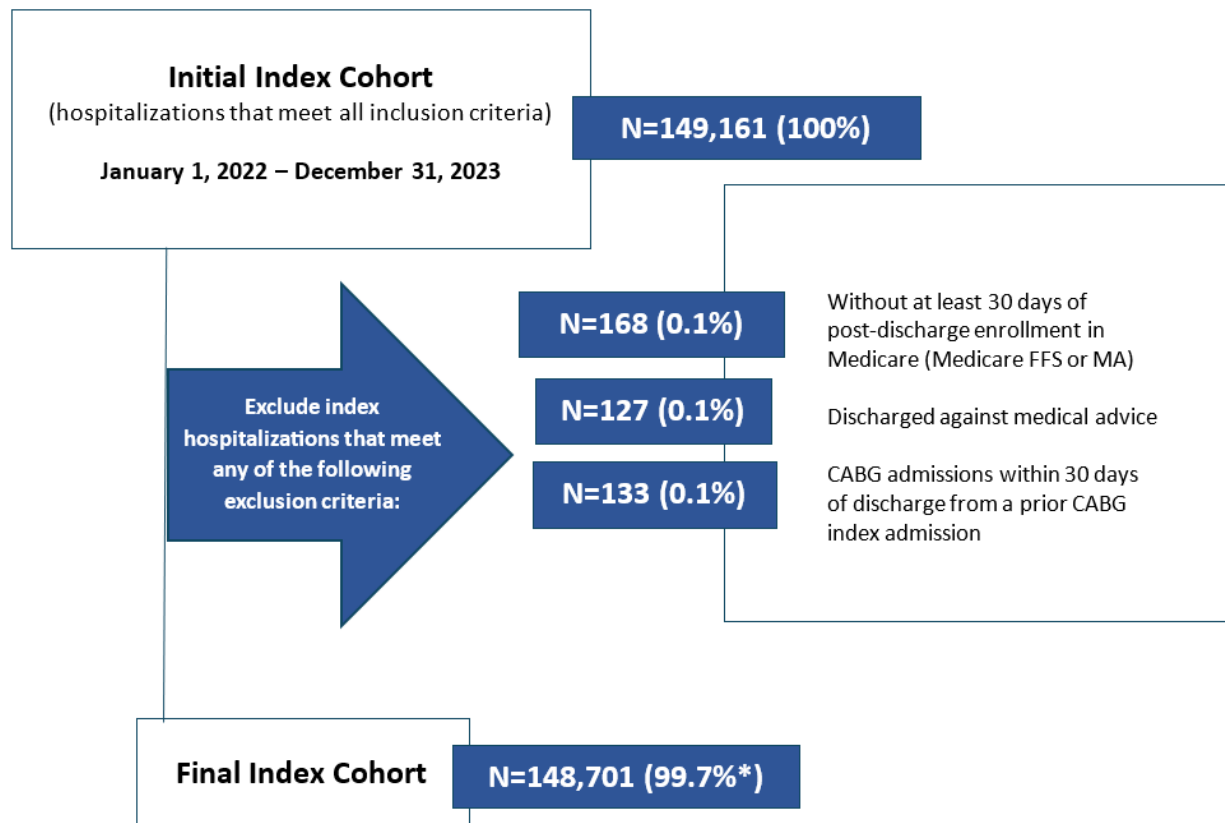 Initial Index Cohort
(hospitalizations that meet all inclusion criteria)
January 1, 2022 – December 31, 2023
N=149,161 (100%)
Exclude index
hospitalizations that meet
any of the following
exclusion criteria:
N=168 (0.1%)
Without at least 30 days of
post-discharge enrollment in
Medicare (Medicare FFS or MA)
N=127 (0.1%)
Discharged against medical advice
N=133 (0.1%)
CABG admissions within 30 days
of discharge from a prior CABG
index admission
Final Index Cohort
N=148,701 (99.7%*)